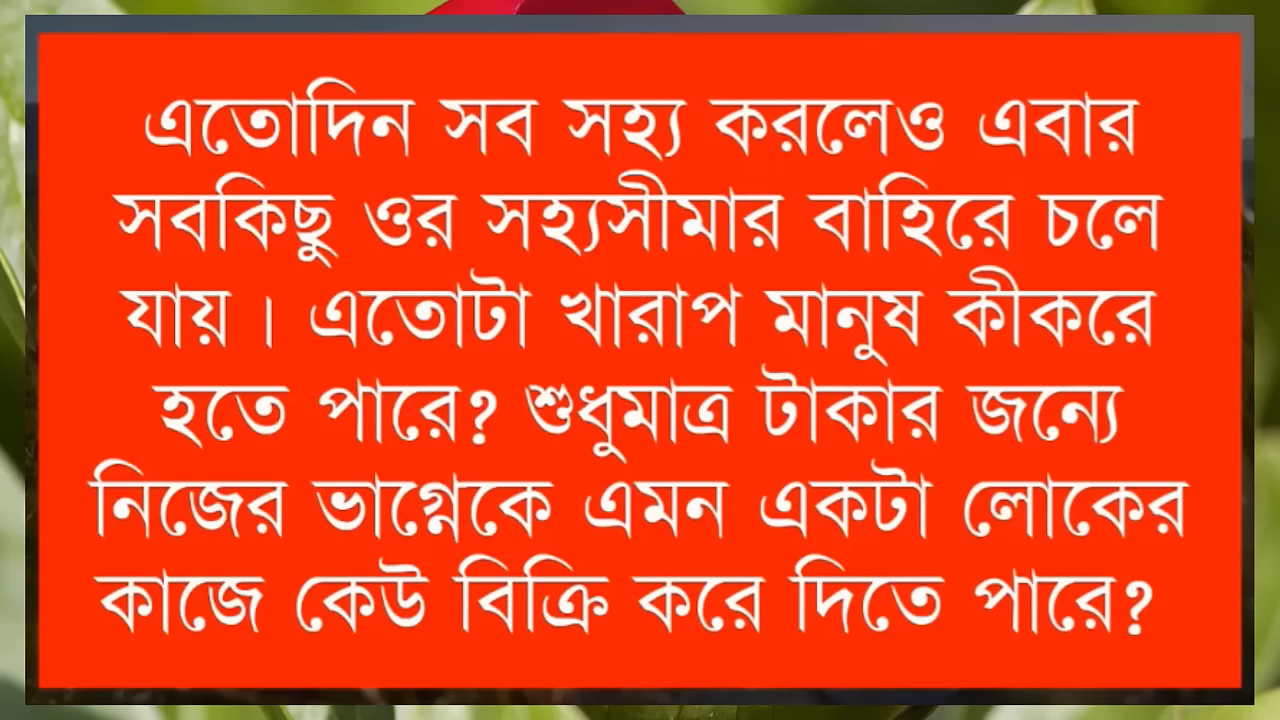 এতোদিন সব সহ্য করলেও এবার
সবকিছু ওর সহ্যসীমার বাহিরে চলে
যায়। এতোটা খারাপ মানুষ কীকরে
হতে পারে? শুধুমাত্র টাকার জন্যে
নিজের ভাগ্নেকে এমন একটা লোকের
কাজে কেউ বিক্রি করে দিতে পারে?